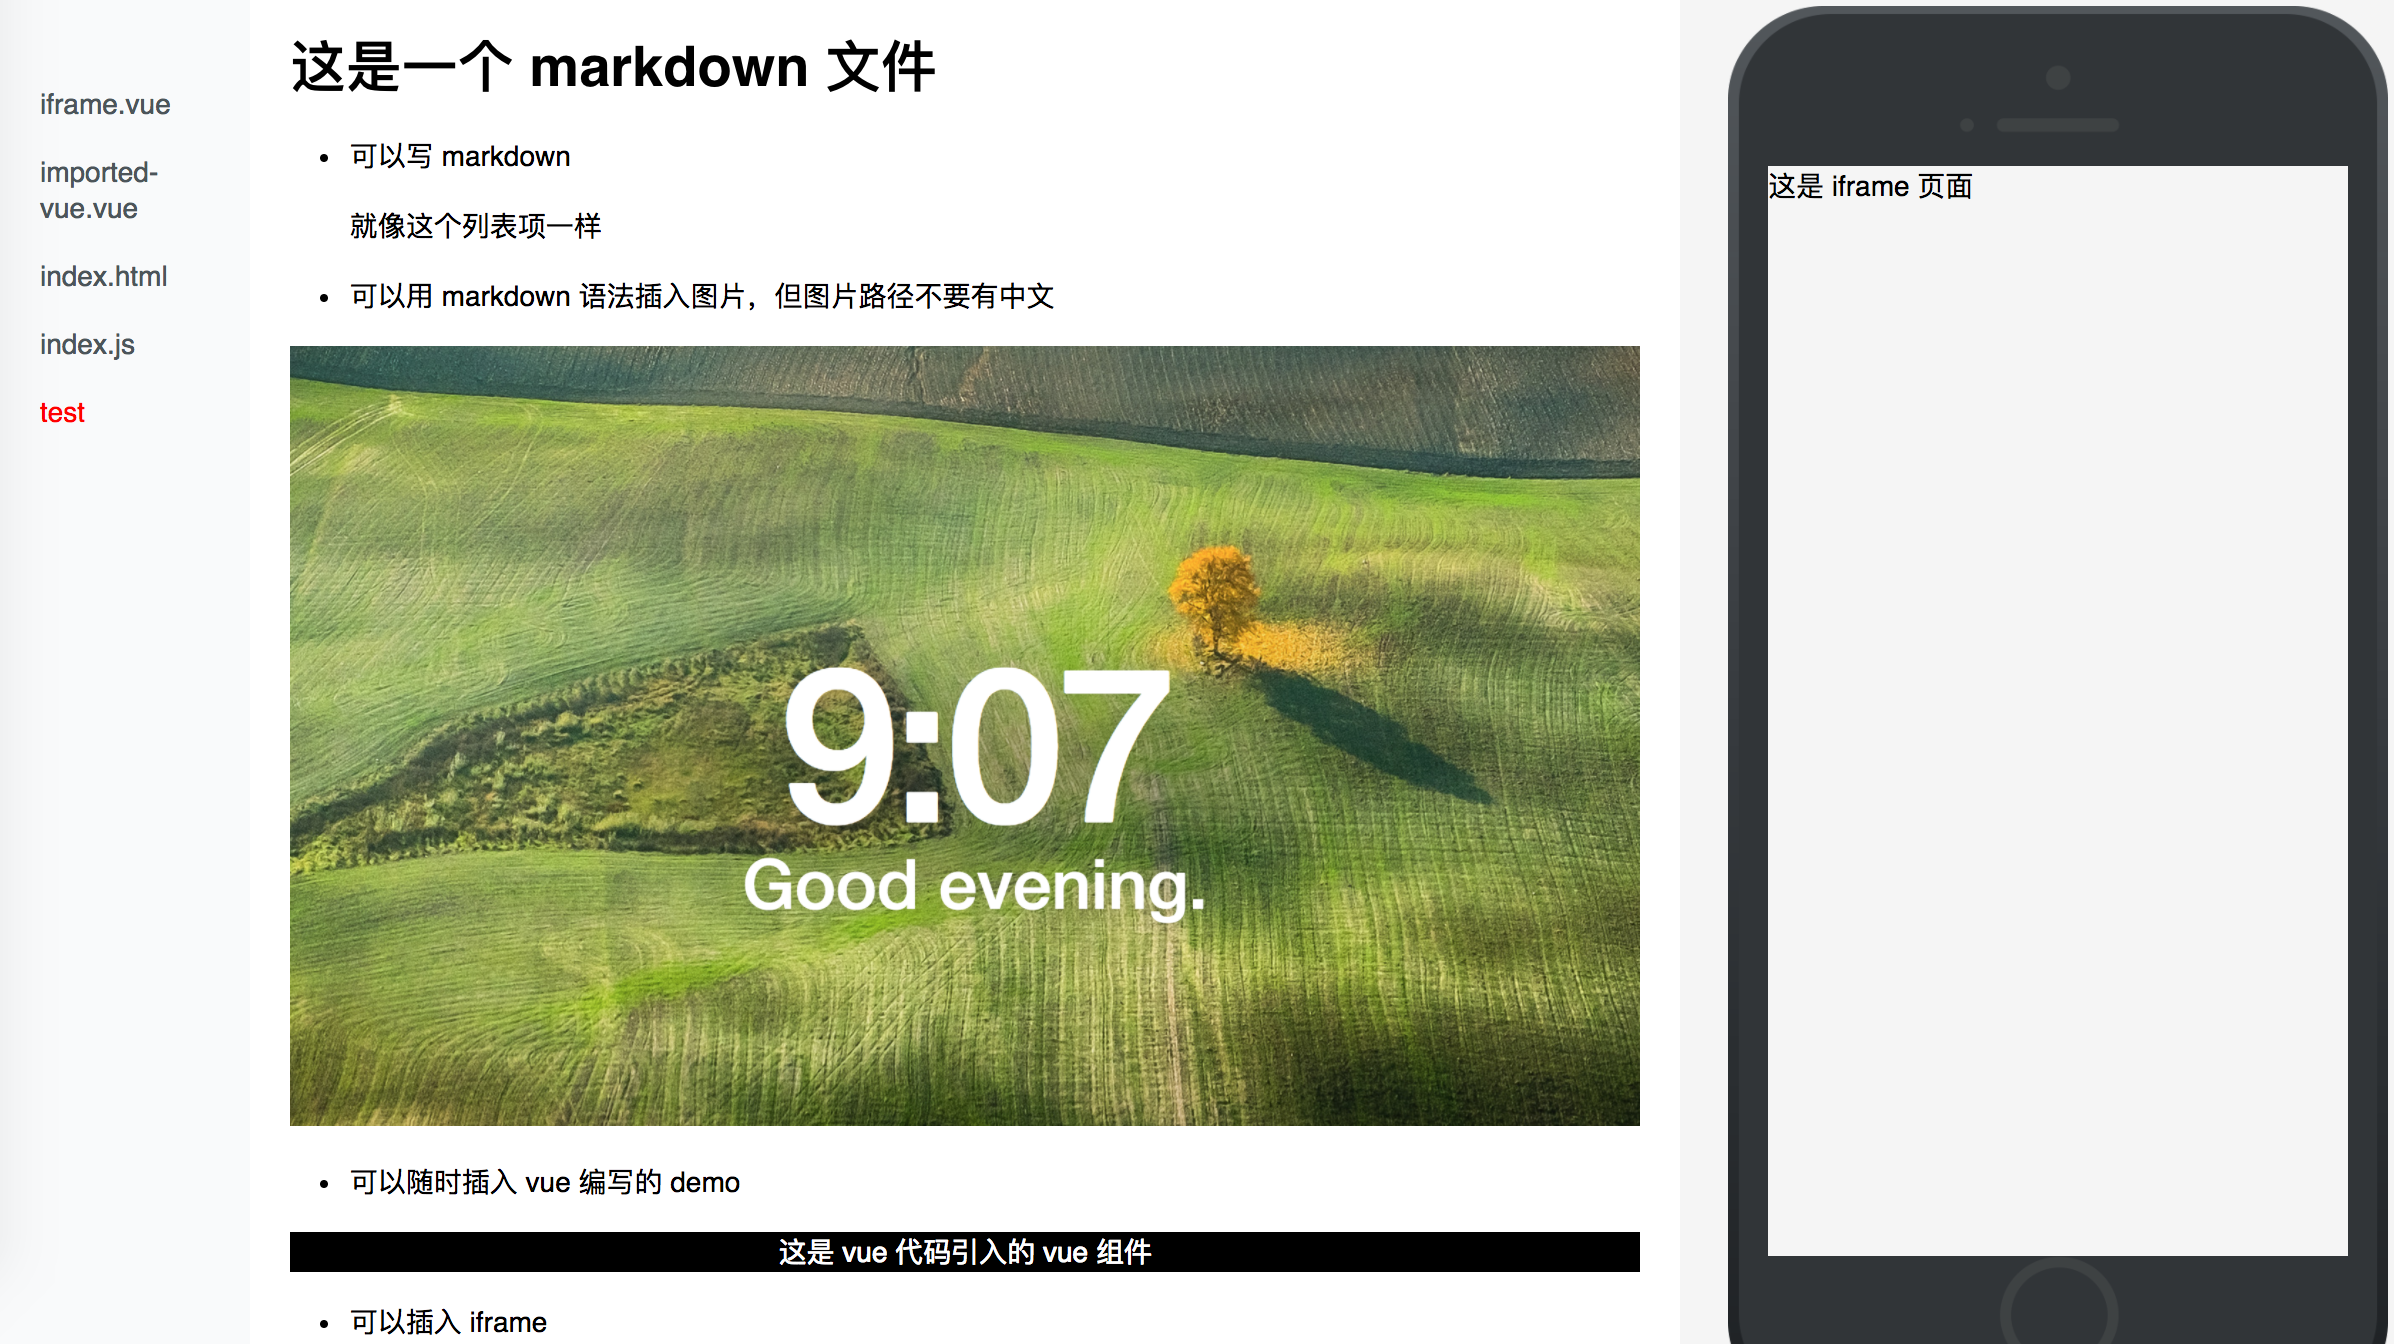 iframe.vue
imported-
vue.vue
index.html
index.js
test
这是一个 markdown 文件
可以写 markdown
就像这个列表项一样
可以用 markdown 语法插入图片，但图片路径不要有中文
9:07
Good evening.
可以随时插入 vue 编写的 demo
这是 vue 代码引入的 vue 组件
可以插入 iframe
这是 iframe 页面